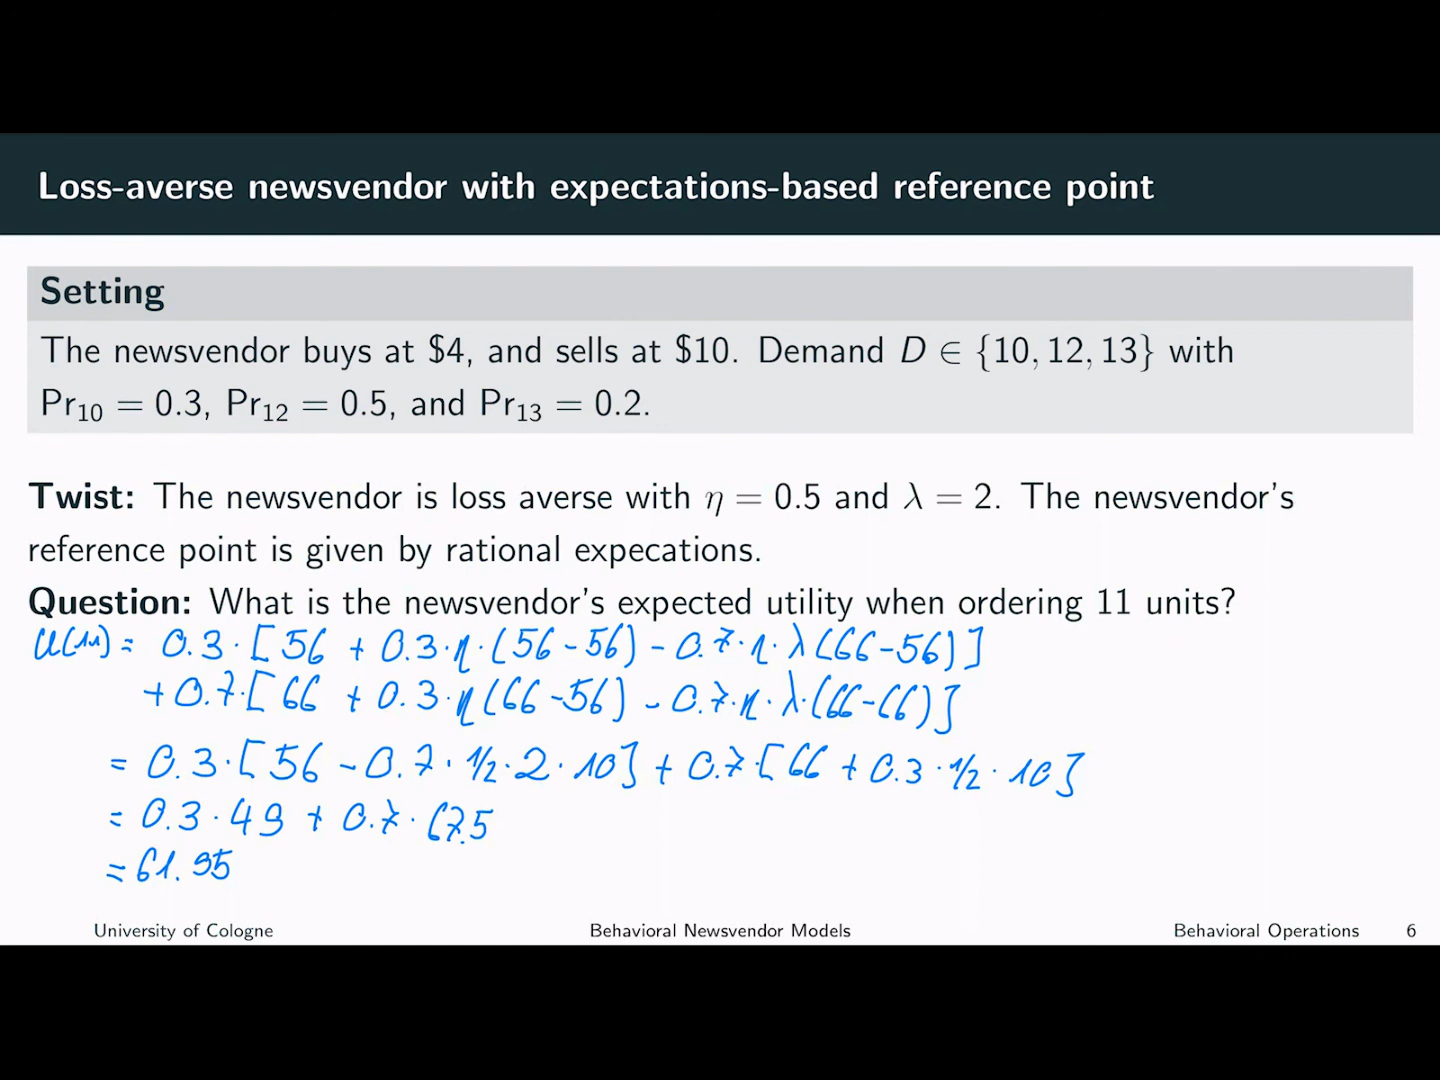 Loss-averse newsvendor with expectations-based reference point
Setting
The newsvendor buys at $4, and sells at $10. Demand D ∈ {10, 12, 13} with
Pr₁₀ = 0.3, Pr₁₂ = 0.5, and Pr₁₃ = 0.2.
Twist: The newsvendor is loss averse with η = 0.5 and λ = 2. The newsvendor's
reference point is given by rational expecations.
Question: What is the newsvendor's expected utility when ordering 11 units?
U(11) = 0.3 · [56 + 0.3 · η · (56 - 56) - 0.7 · η · λ (66 - 56)]
+ 0.7 · [66 + 0.3 · η (66 - 56) - 0.7 · η · λ · (66 - 66)]
= 0.3 · [56 - 0.7 · 1/2 · 2 · 10] + 0.7 · [66 + 0.3 · 1/2 · 10]
= 0.3 · 49 + 0.7 · 67.5
= 61.95
University of Cologne Behavioral Newsvendor Models Behavioral Operations 6